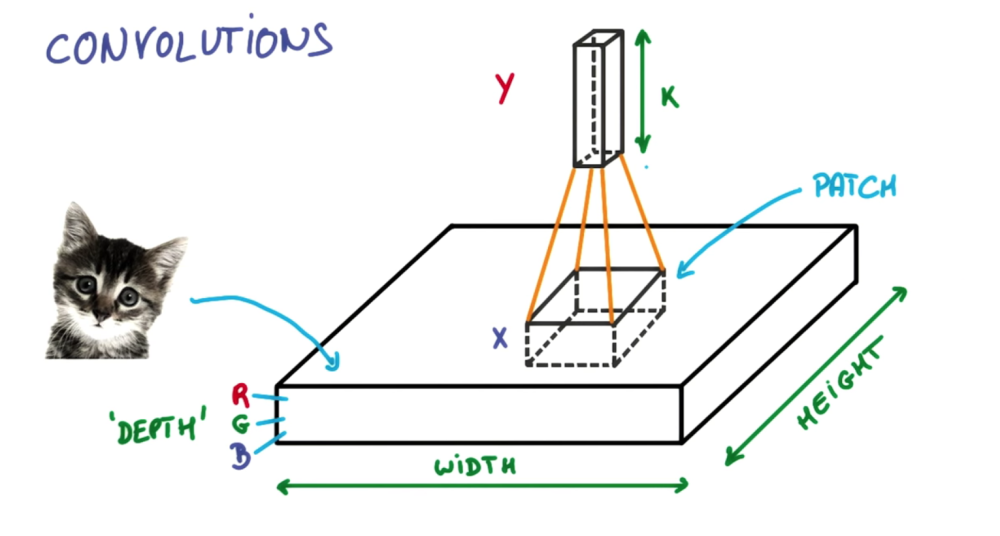 CONVOLUTIONS
Y
K
PATCH
X
R
'DEPTH'
G
B
HEIGHT
WIDTH